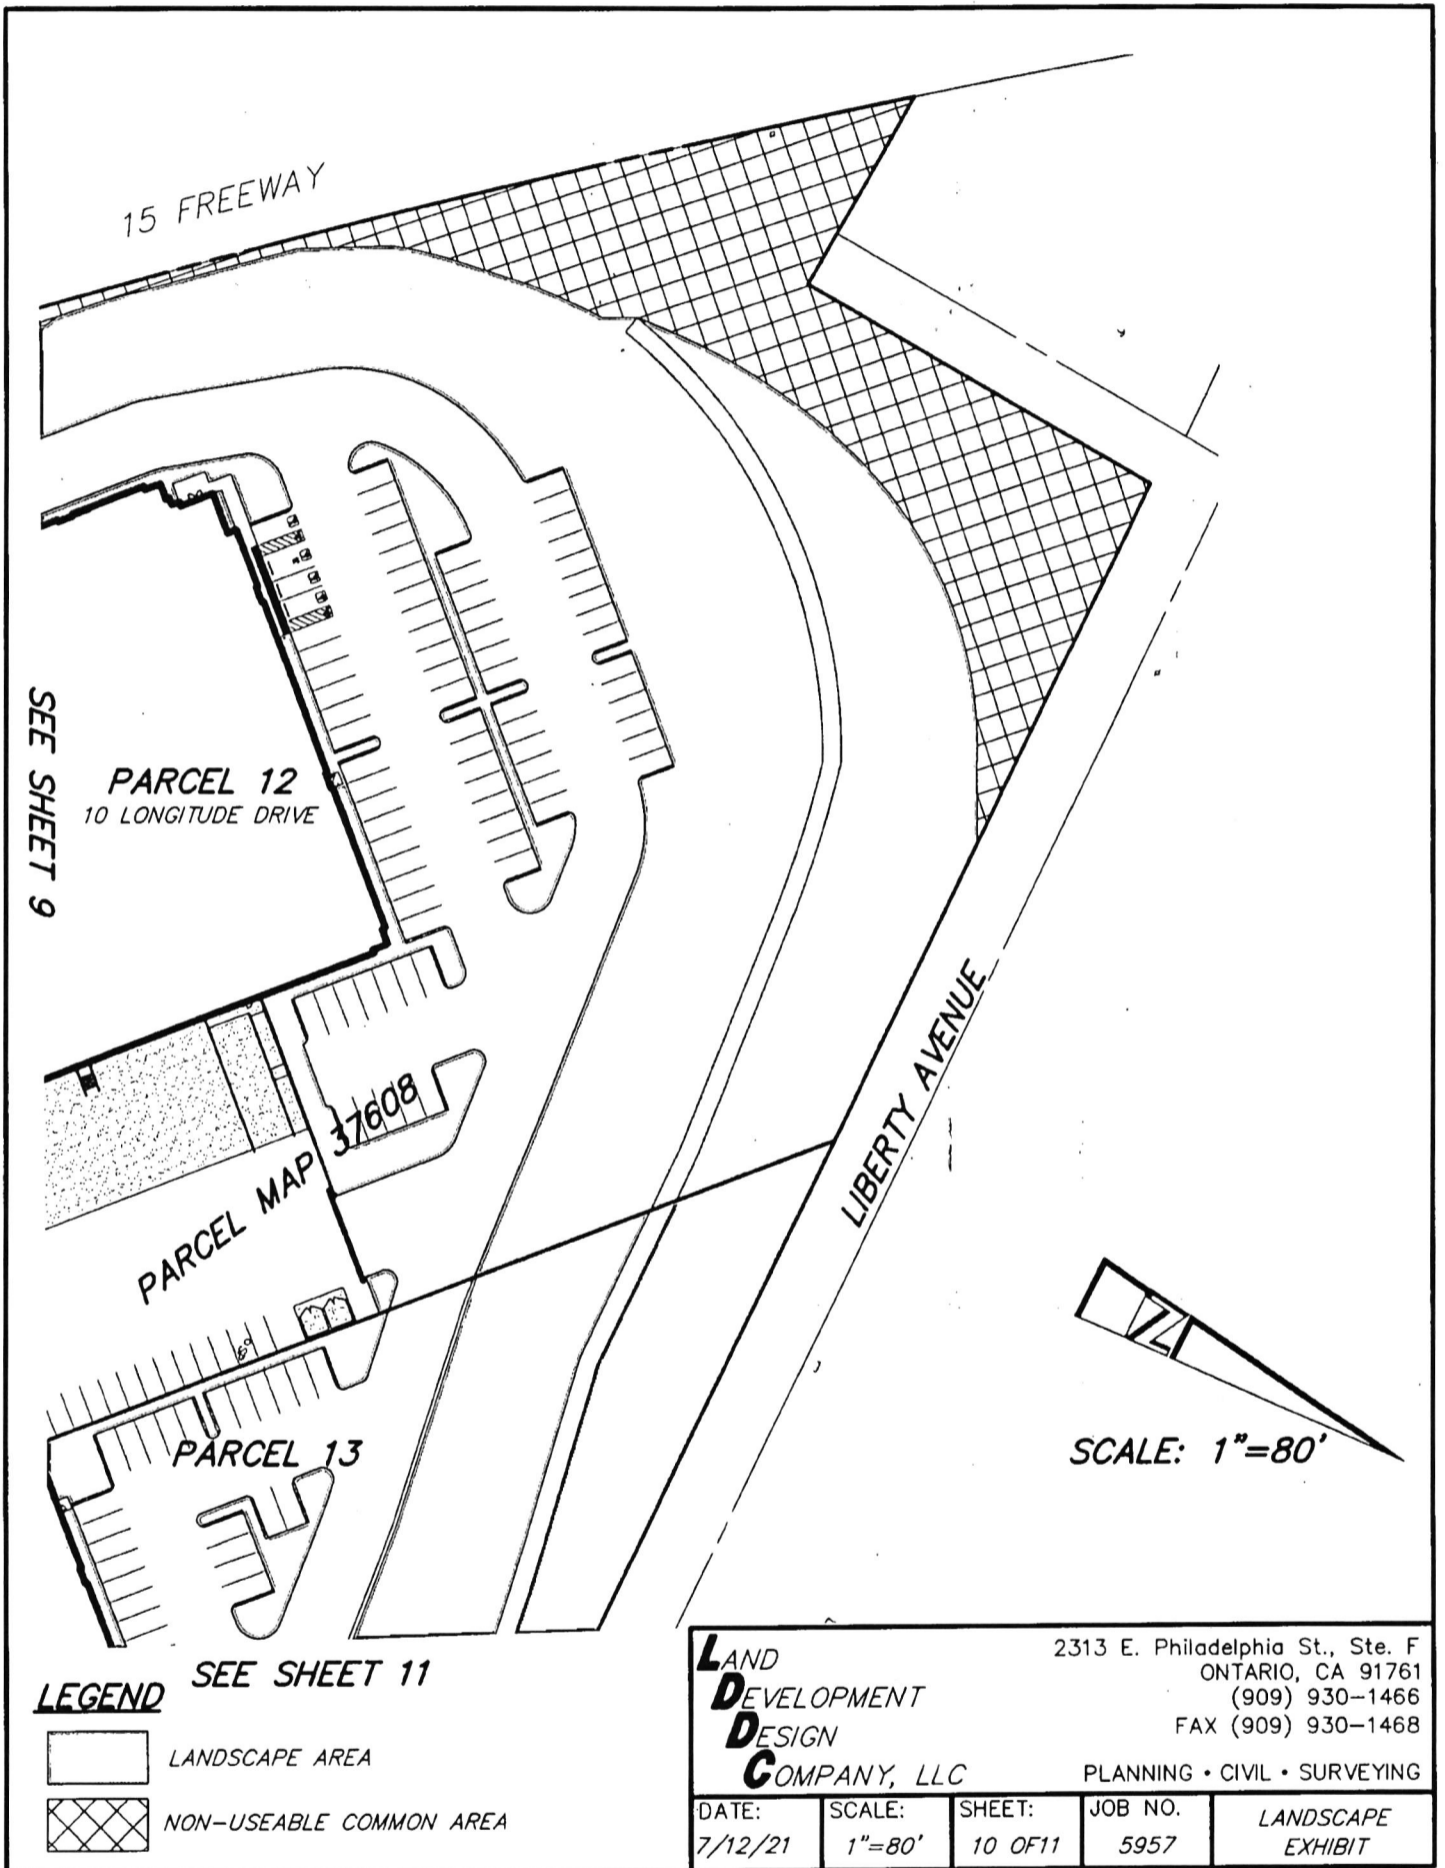 15 FREEWAY
SEE SHEET 9
PARCEL 12
10 LONGITUDE DRIVE
PARCEL MAP 37608
LIBERTY AVENUE
PARCEL 13
N
SCALE: 1"=80'
SEE SHEET 11
LEGEND
LANDSCAPE AREA
NON-USEABLE COMMON AREA
LAND
DEVELOPMENT
DESIGN
COMPANY, LLC
2313 E. Philadelphia St., Ste. F
ONTARIO, CA 91761
(909) 930-1466
FAX (909) 930-1468
PLANNING • CIVIL • SURVEYING
DATE:
7/12/21
SCALE:
1"=80'
SHEET:
10 OF11
JOB NO.
5957
LANDSCAPE
EXHIBIT